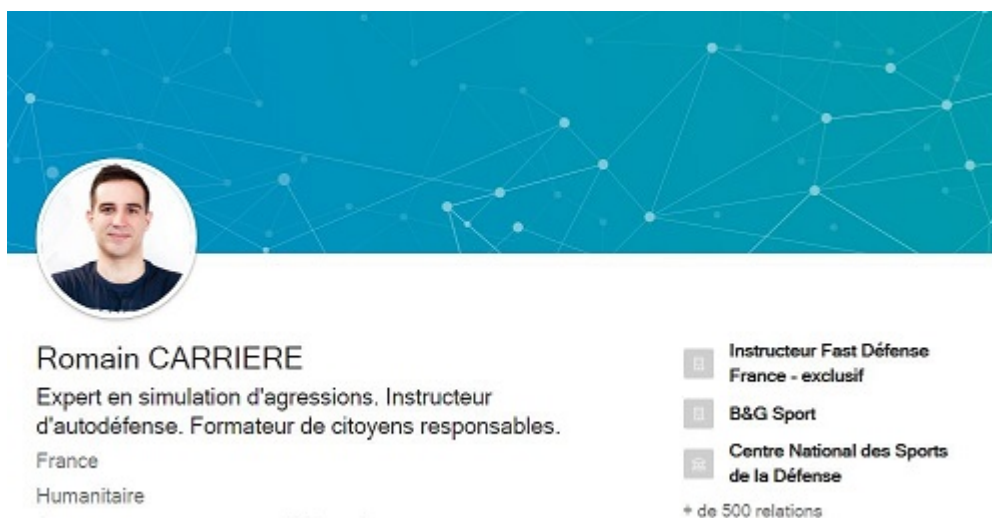 Romain CARRIERE
Expert en simulation d'agressions. Instructeur
d'autodéfense. Formateur de citoyens responsables.
France
Humanitaire
Instructeur Fast Défense
France - exclusif
B&G Sport
Centre National des Sports
de la Défense
+ de 500 relations